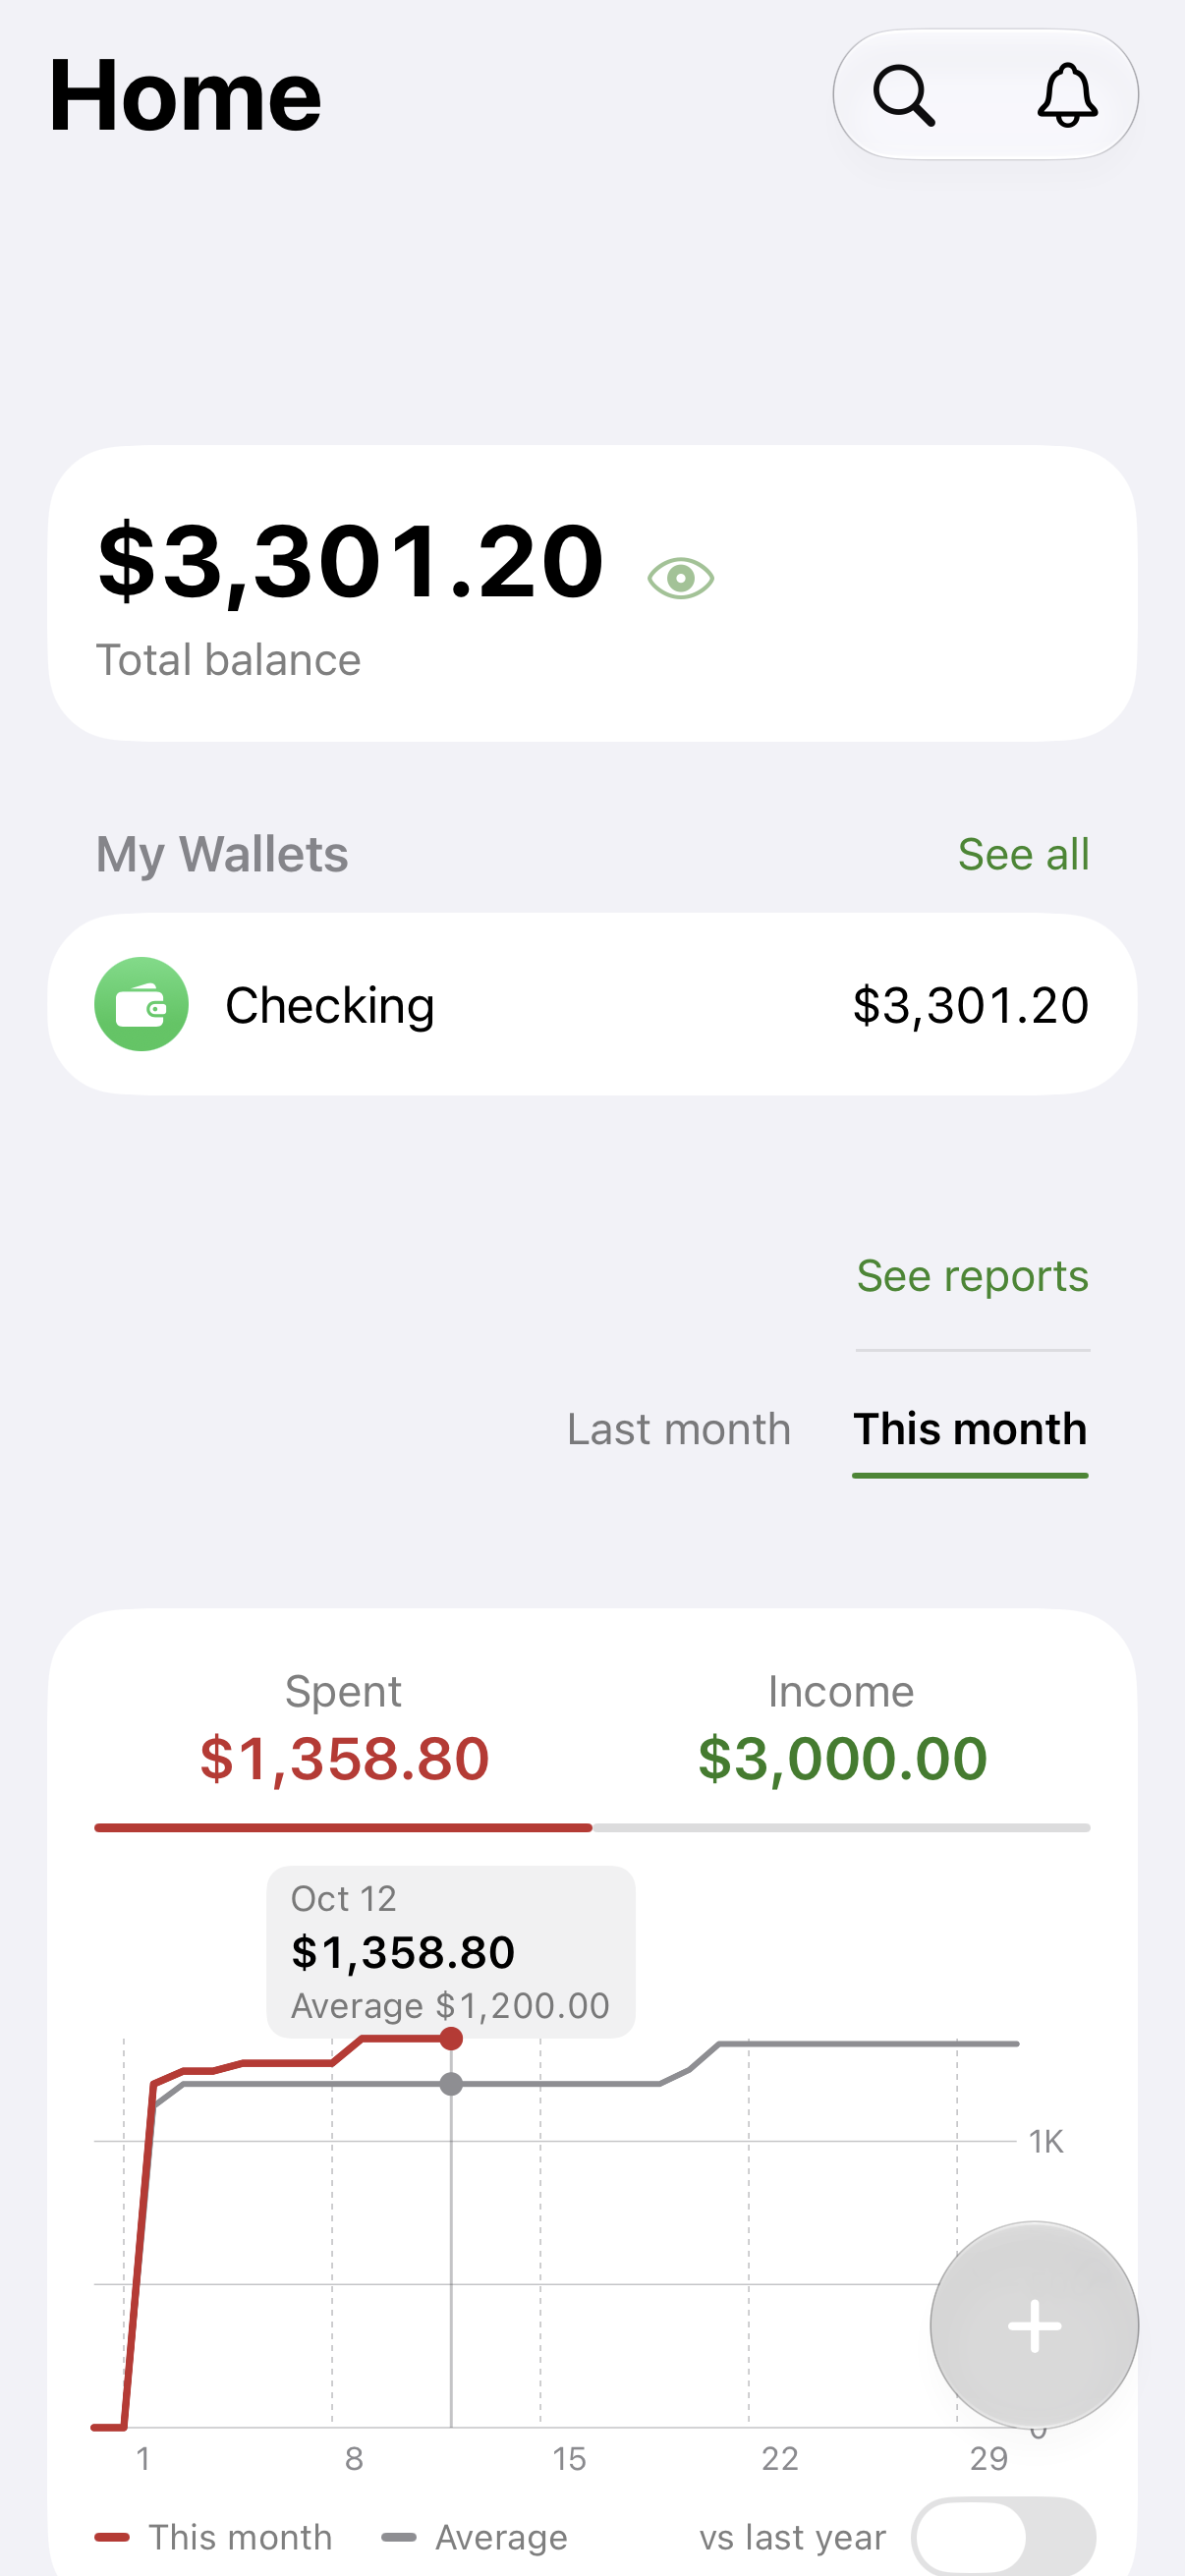 Home
$3,301.20
Total balance
My Wallets
See all
Checking
$3,301.20
See reports
Last month
This month
Spent
Income
$1,358.80
$3,000.00
Oct 12
$1,358.80
Average $1,200.00
1K
0
1
8
15
22
29
This month
Average
vs last year